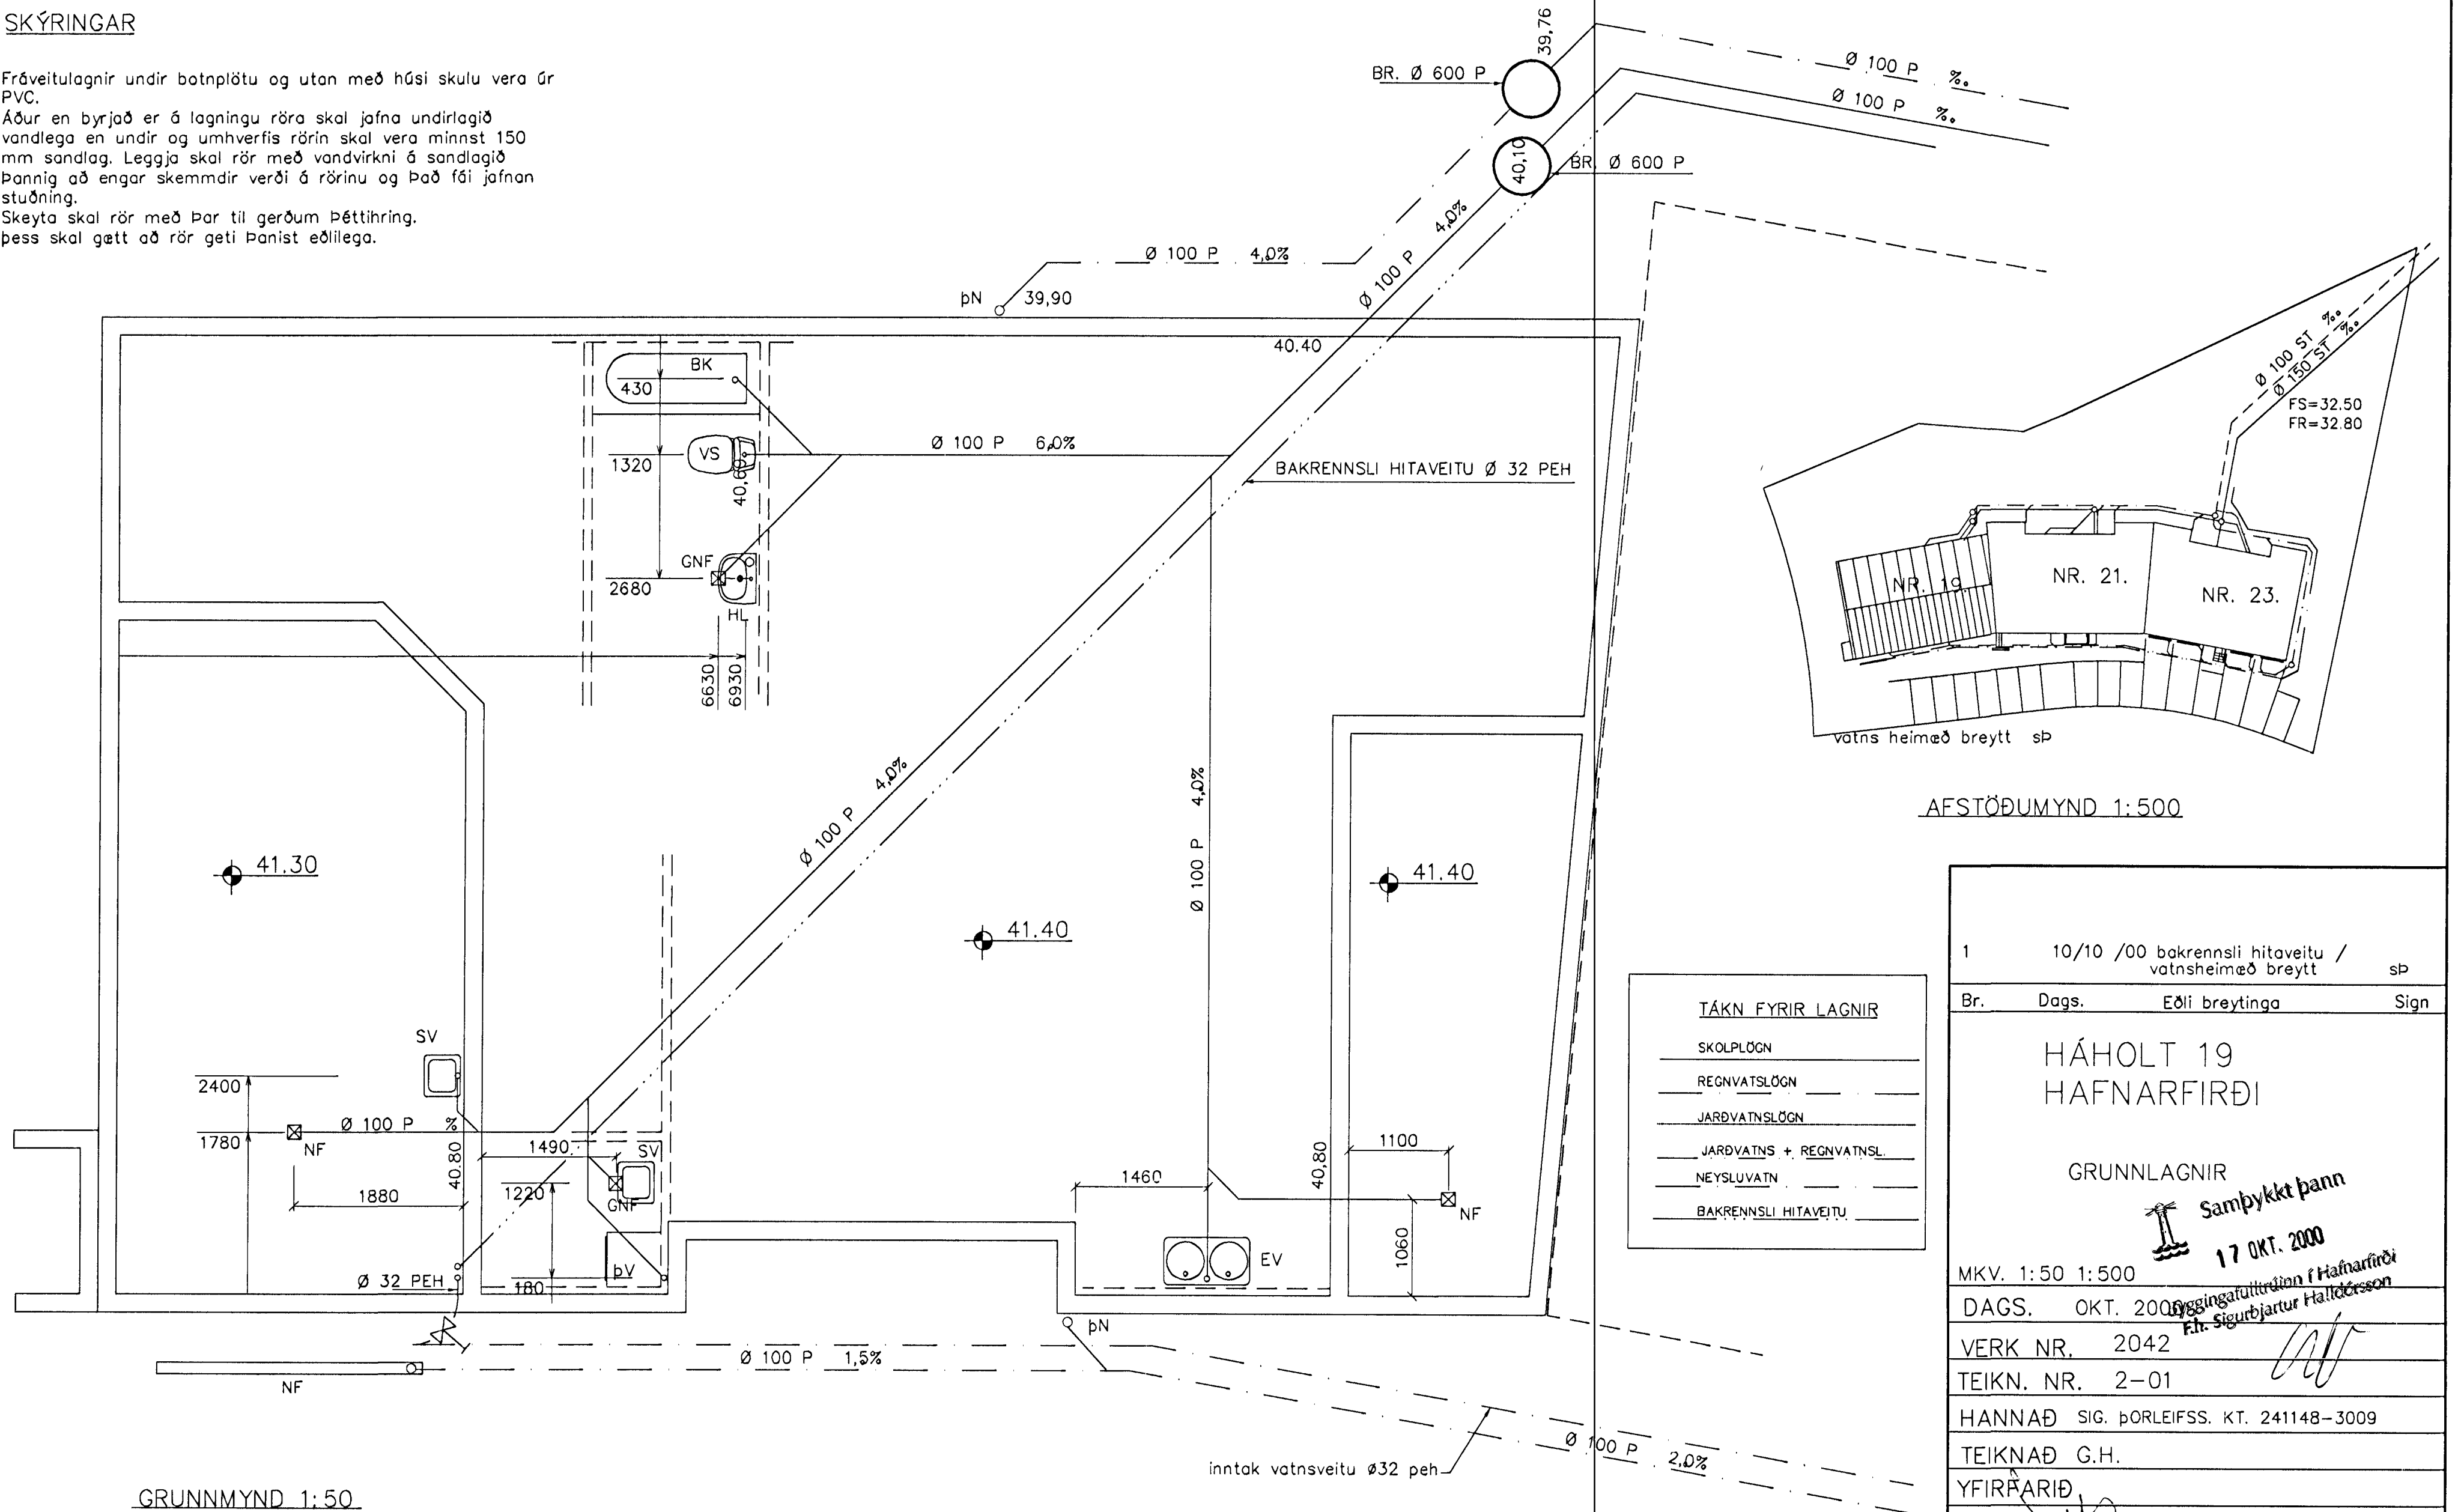 SKÝRINGAR
Fráveitulagnir undir botnplötu og utan með húsi skulu vera úr
PVC.
Áður en byrjað er á lagningu röra skal jafna undirlagið
vandlega en undir og umhverfis rörin skal vera minnst 150
mm sandlag. Leggja skal rör með vandvirkni á sandlagið
Þannig að engar skemmdir verði á rörinu og Það fái jafnan
stuðning.
Skeyta skal rör með Þar til gerðum Þéttihring.
þess skal gætt að rör geti Þanist eðlilega.
39,76
BR. Ø 600 P
Ø 100 P ‰
Ø 100 P ‰
40,10
BR. Ø 600 P
Ø 100 P 4,0%
Ø 100 P 4,0%
þN
39,90
40.40
BK
430
VS
1320
40,60
Ø 100 P 6,0%
BAKRENNSLI HITAVEITU Ø 32 PEH
GNF
2680
HL
6630
6930
Ø 100 P 4,0%
Ø 100 P 4,0%
41.30
41.40
41.40
SV
2400
1780
Ø 100 P %
NF
1880
40.80
1490
SV
1220
GNF
þV
180
Ø 32 PEH
1460
40,80
1100
1060
NF
EV
þN
Ø 100 P 1,5%
NF
inntak vatnsveitu ø32 peh
Ø 100 P 2,0%
GRUNNMYND 1:50
Ø 100 ST ‰
Ø 150 ST ‰
FS=32.50
FR=32.80
NR. 19.
NR. 21.
NR. 23.
vatns heimæð breytt sÞ
AFSTÖÐUMYND 1:500
TÁKN FYRIR LAGNIR
SKOLPLÖGN
REGNVATSLÖGN
JARÐVATNSLÖGN
JARÐVATNS + REGNVATNSL.
NEYSLUVATN
BAKRENNSLI HITAVEITU
1 10/10 /00 bakrennsli hitaveitu /
vatnsheimæð breytt sÞ
Br. Dags. Eðli breytinga Sign
HÁHOLT 19
HAFNARFIRÐI
GRUNNLAGNIR
Samþykkt þann
17 OKT. 2000
Byggingafulltrúinn í Hafnarfirði
F.h. Sigurbjartur Halldórsson
MKV. 1:50 1:500
DAGS. OKT. 2000
VERK NR. 2042
TEIKN. NR. 2-01
HANNAÐ SIG. ÞORLEIFSS. KT. 241148-3009
TEIKNAÐ G.H.
YFIRFARIÐ